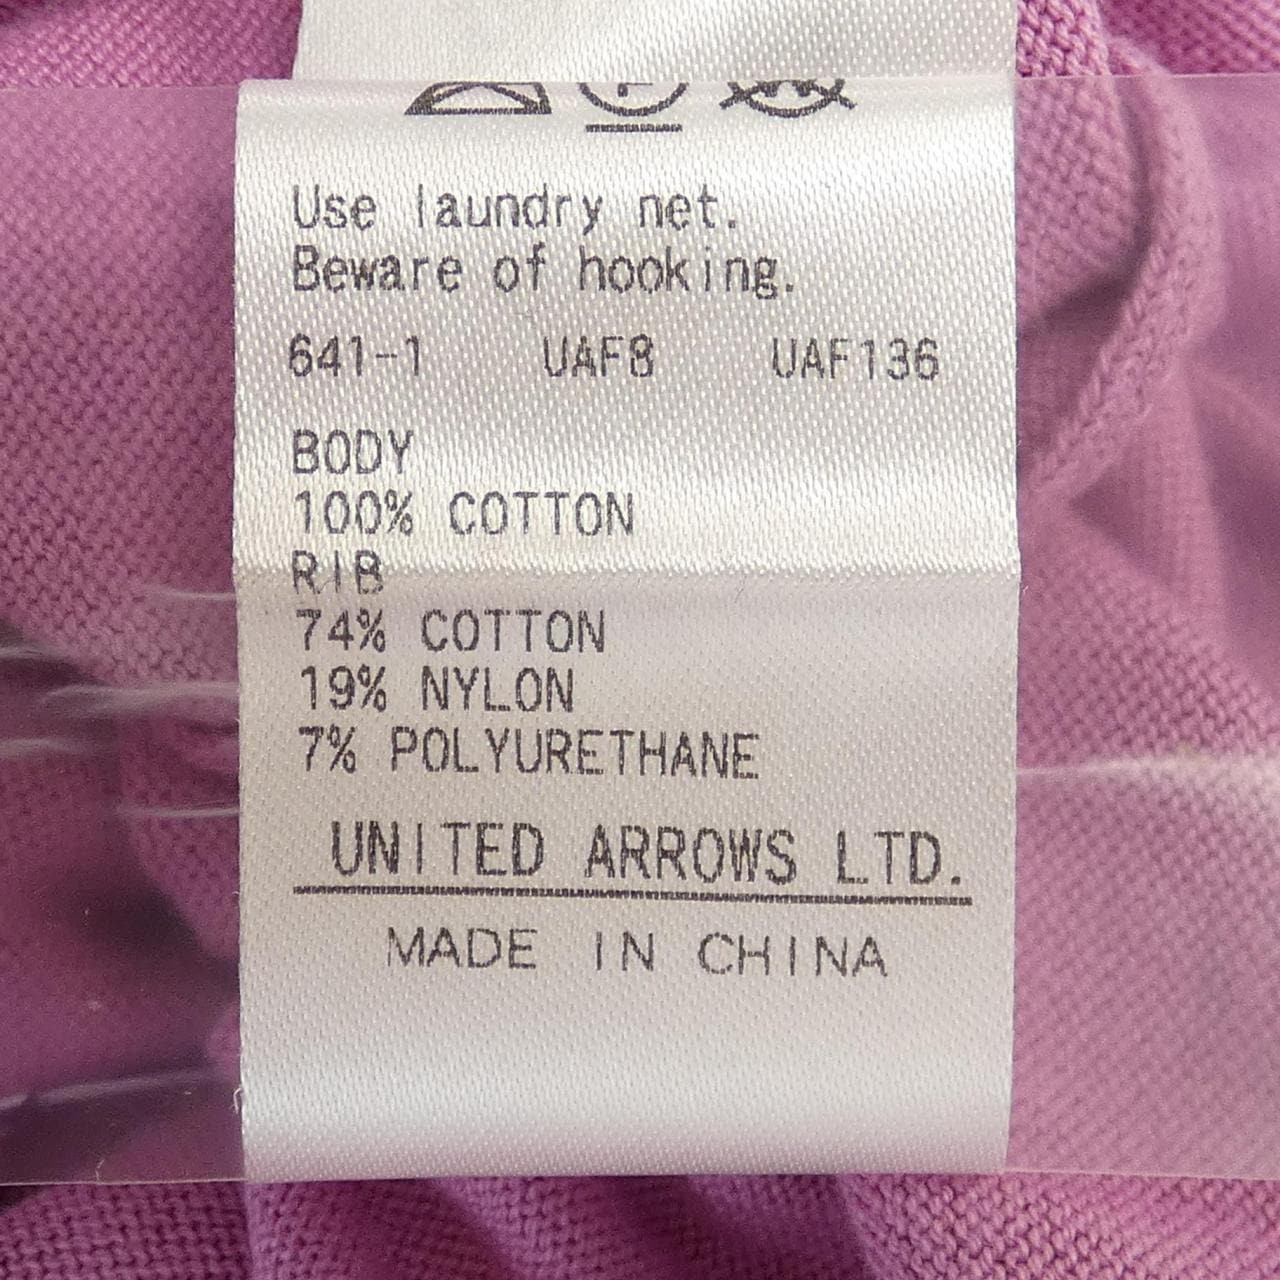 Use laundry net.
Beware of hooking.
641-1 UAF8 UAF136
BODY
100% COTTON
RIB
74% COTTON
19% NYLON
7% POLYURETHANE
UNITED ARROWS LTD.
MADE IN CHINA